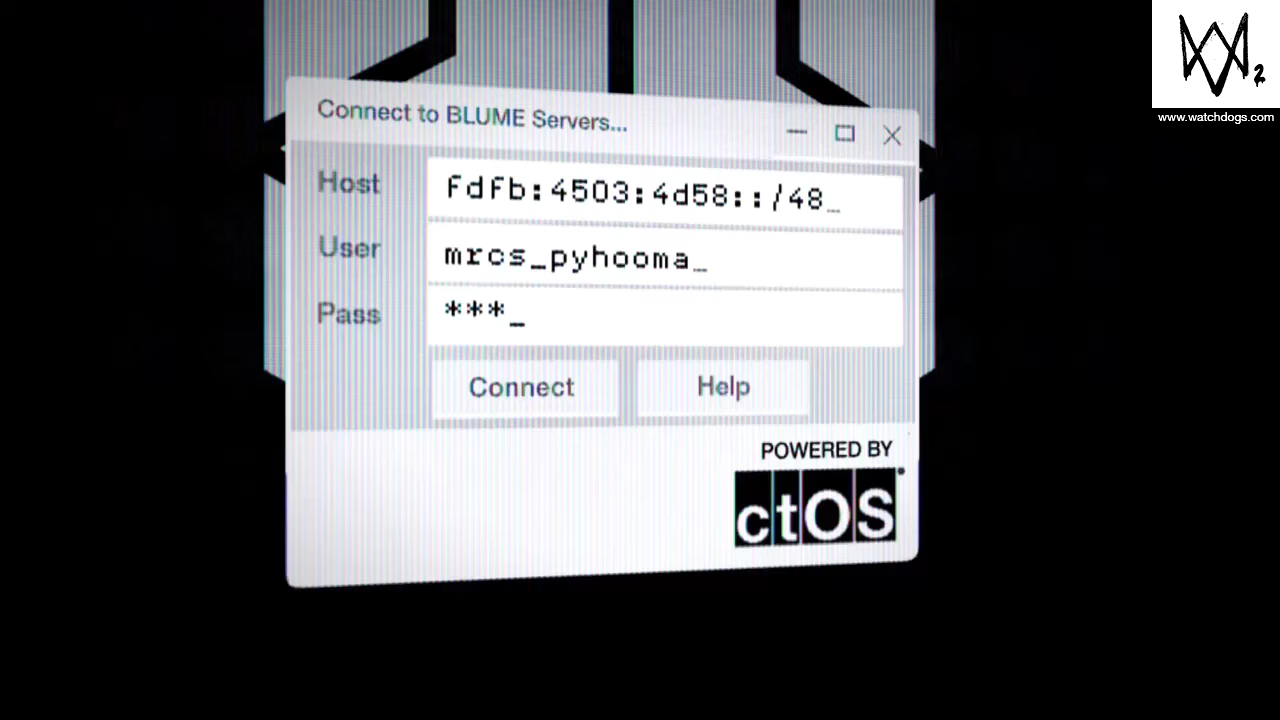 2
www.watchdogs.com
Connect to BLUME Servers...
Host fdfb:4503:4d58::/48_
User mrcs_pyhooma_
Pass ***_
Connect Help
POWERED BY
ctOS